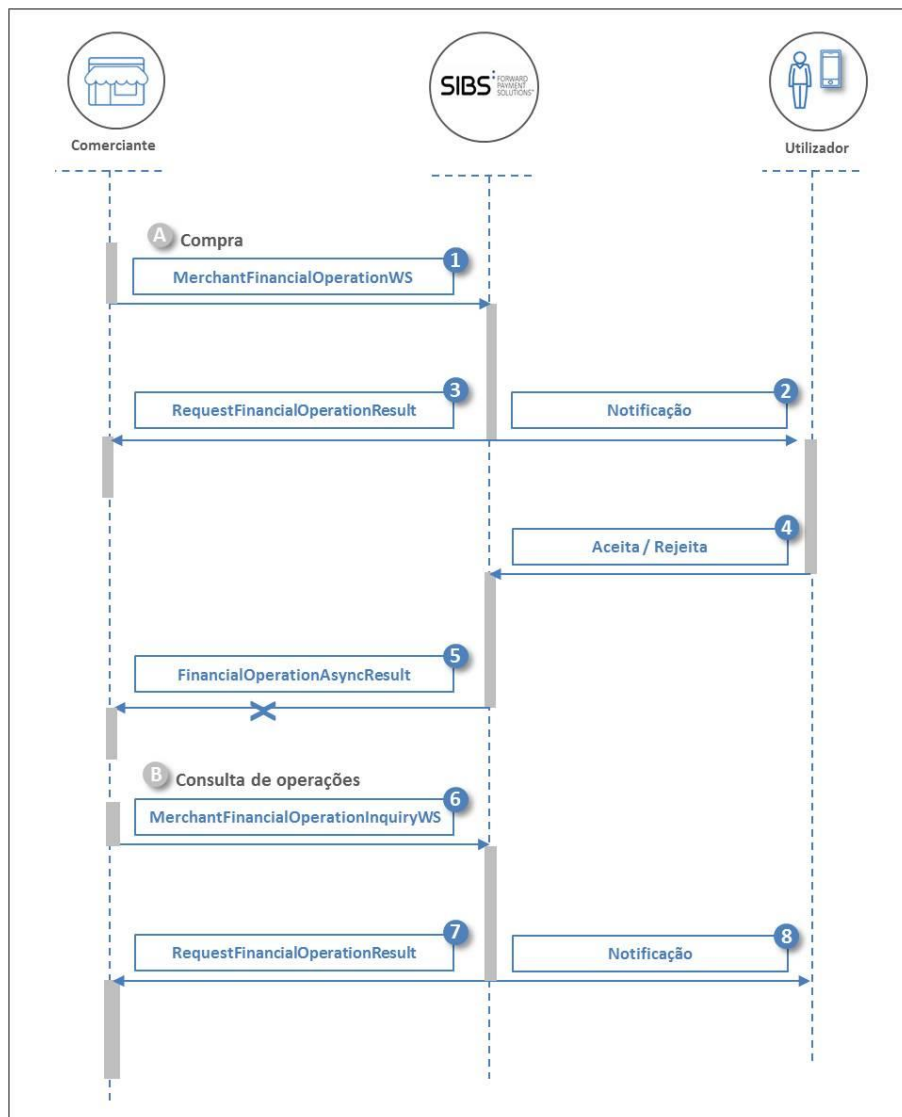 SIBS FORWARD
PAYMENT
SOLUTIONS™
Comerciante
Utilizador
A Compra
1
MerchantFinancialOperationWS
3
RequestFinancialOperationResult
2
Notificação
4
Aceita / Rejeita
5
FinancialOperationAsyncResult
B Consulta de operações
6
MerchantFinancialOperationInquiryWS
7
RequestFinancialOperationResult
8
Notificação